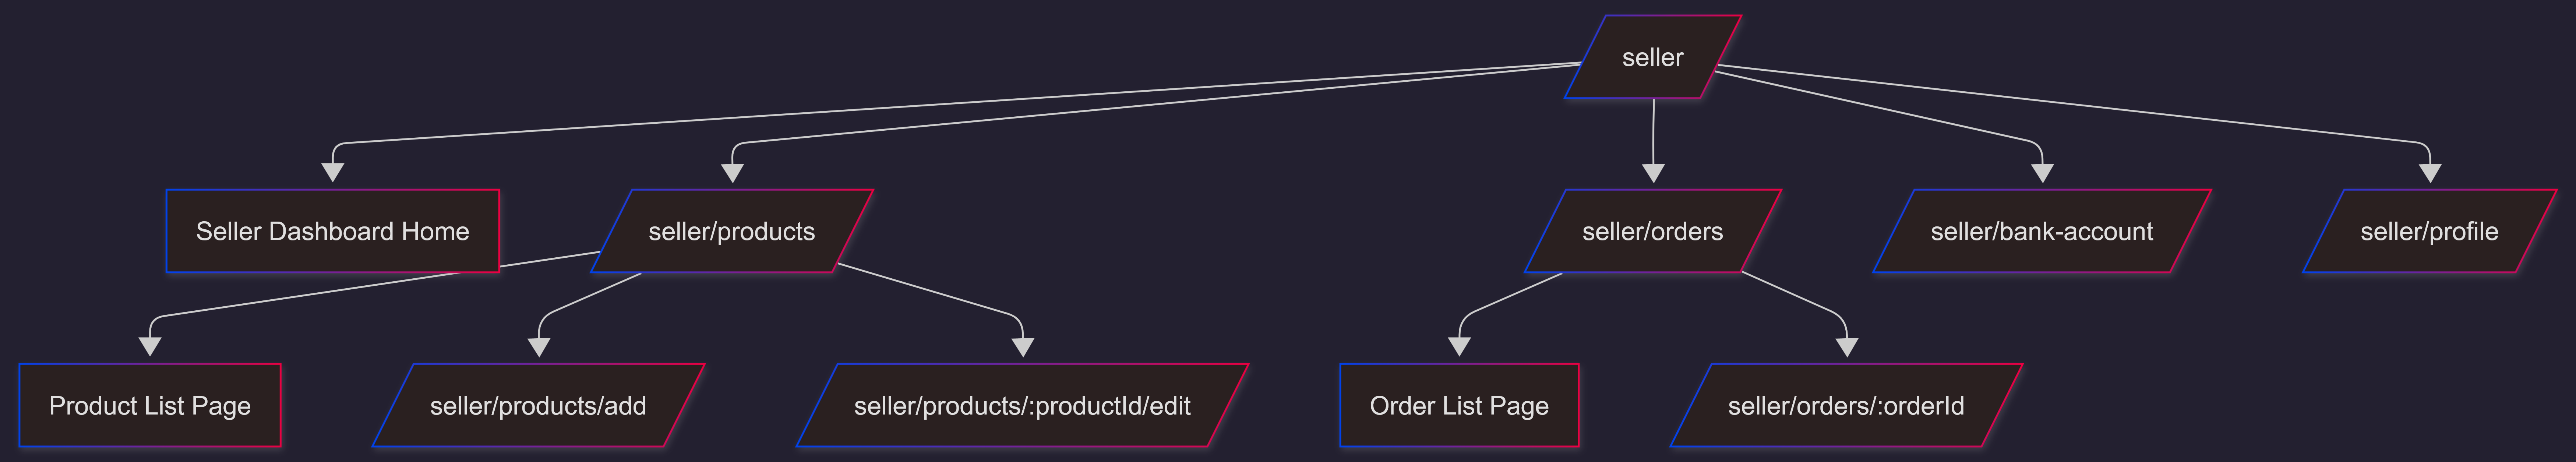 seller
Seller Dashboard Home
seller/products
seller/orders
seller/bank-account
seller/profile
Product List Page
seller/products/add
seller/products/:productId/edit
Order List Page
seller/orders/:orderId